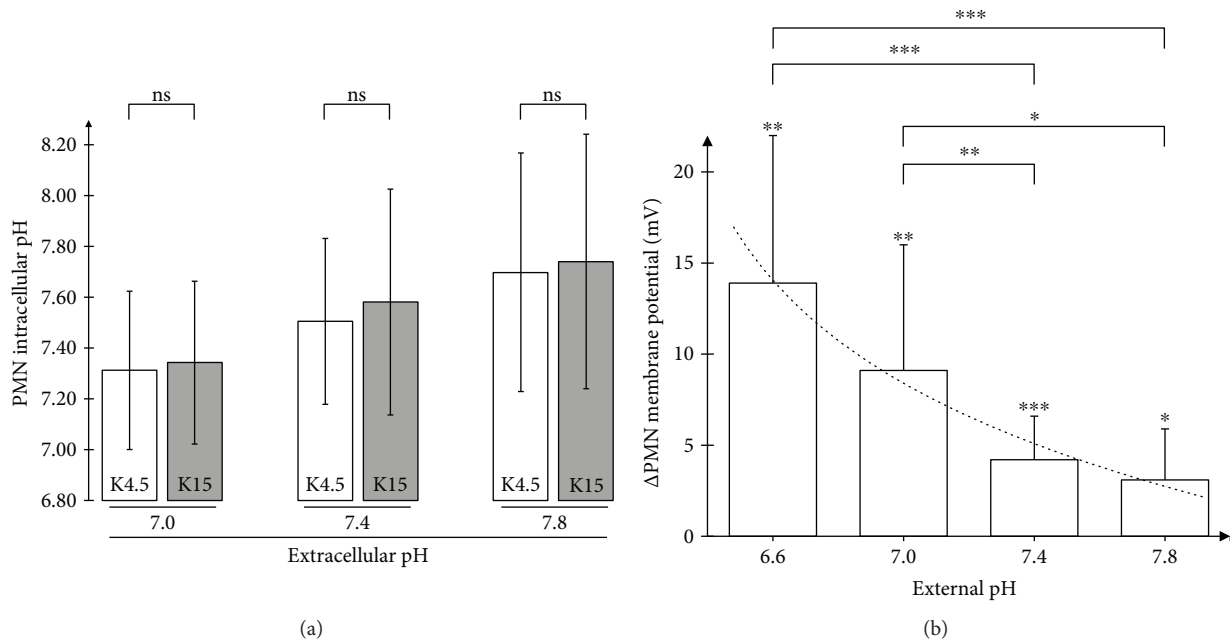 ns
ns
ns
8.20
8.00
7.80
7.60
7.40
7.20
7.00
6.80
PMN intracellular pH
K4.5
K15
K4.5
K15
K4.5
K15
7.0
7.4
7.8
Extracellular pH
(a)
***
***
*
**
**
**
***
*
20
15
10
5
0
ΔPMN membrane potential (mV)
6.6
7.0
7.4
7.8
External pH
(b)